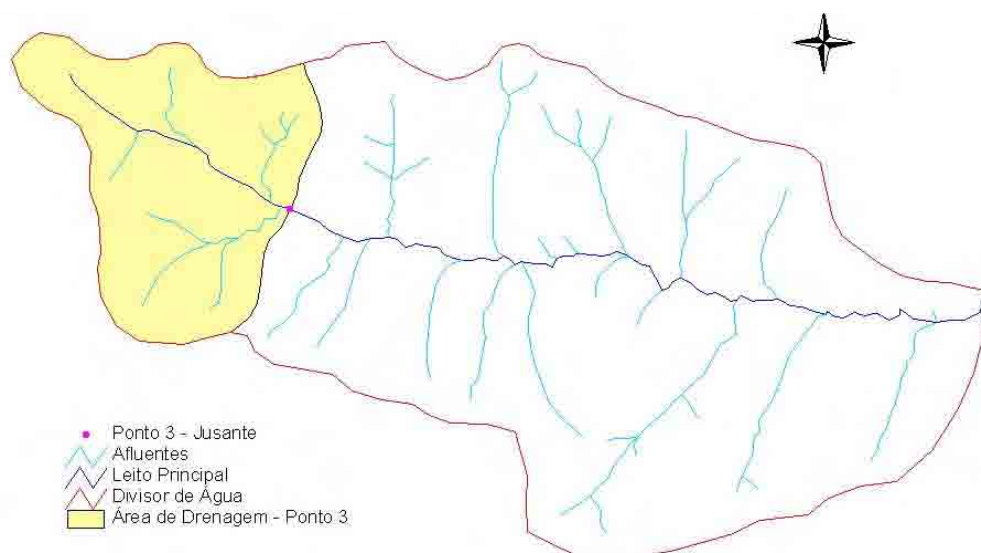 Ponto 3 - Jusante
Afluentes
Leito Principal
Divisor de Água
Área de Drenagem - Ponto 3